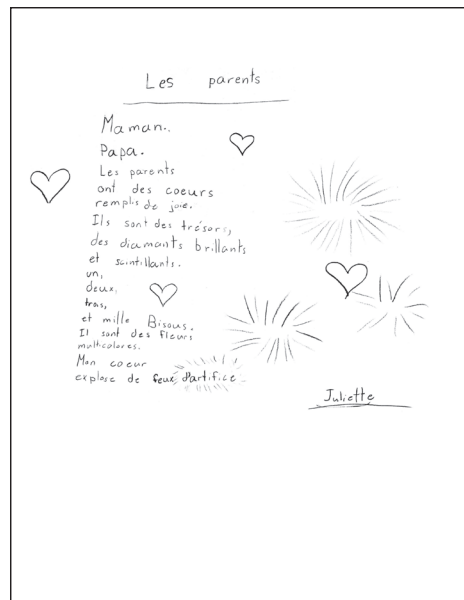 Les parents
Maman.
Papa.
Les parents
ont des coeurs
remplis de joie.
Ils sont des trésors,
des diamants brillants
et scintillants.
un,
deux,
trois,
et mille Bisous.
Il sont des fleurs
multicolores.
Mon coeur
explose de feux d'artifice
Juliette